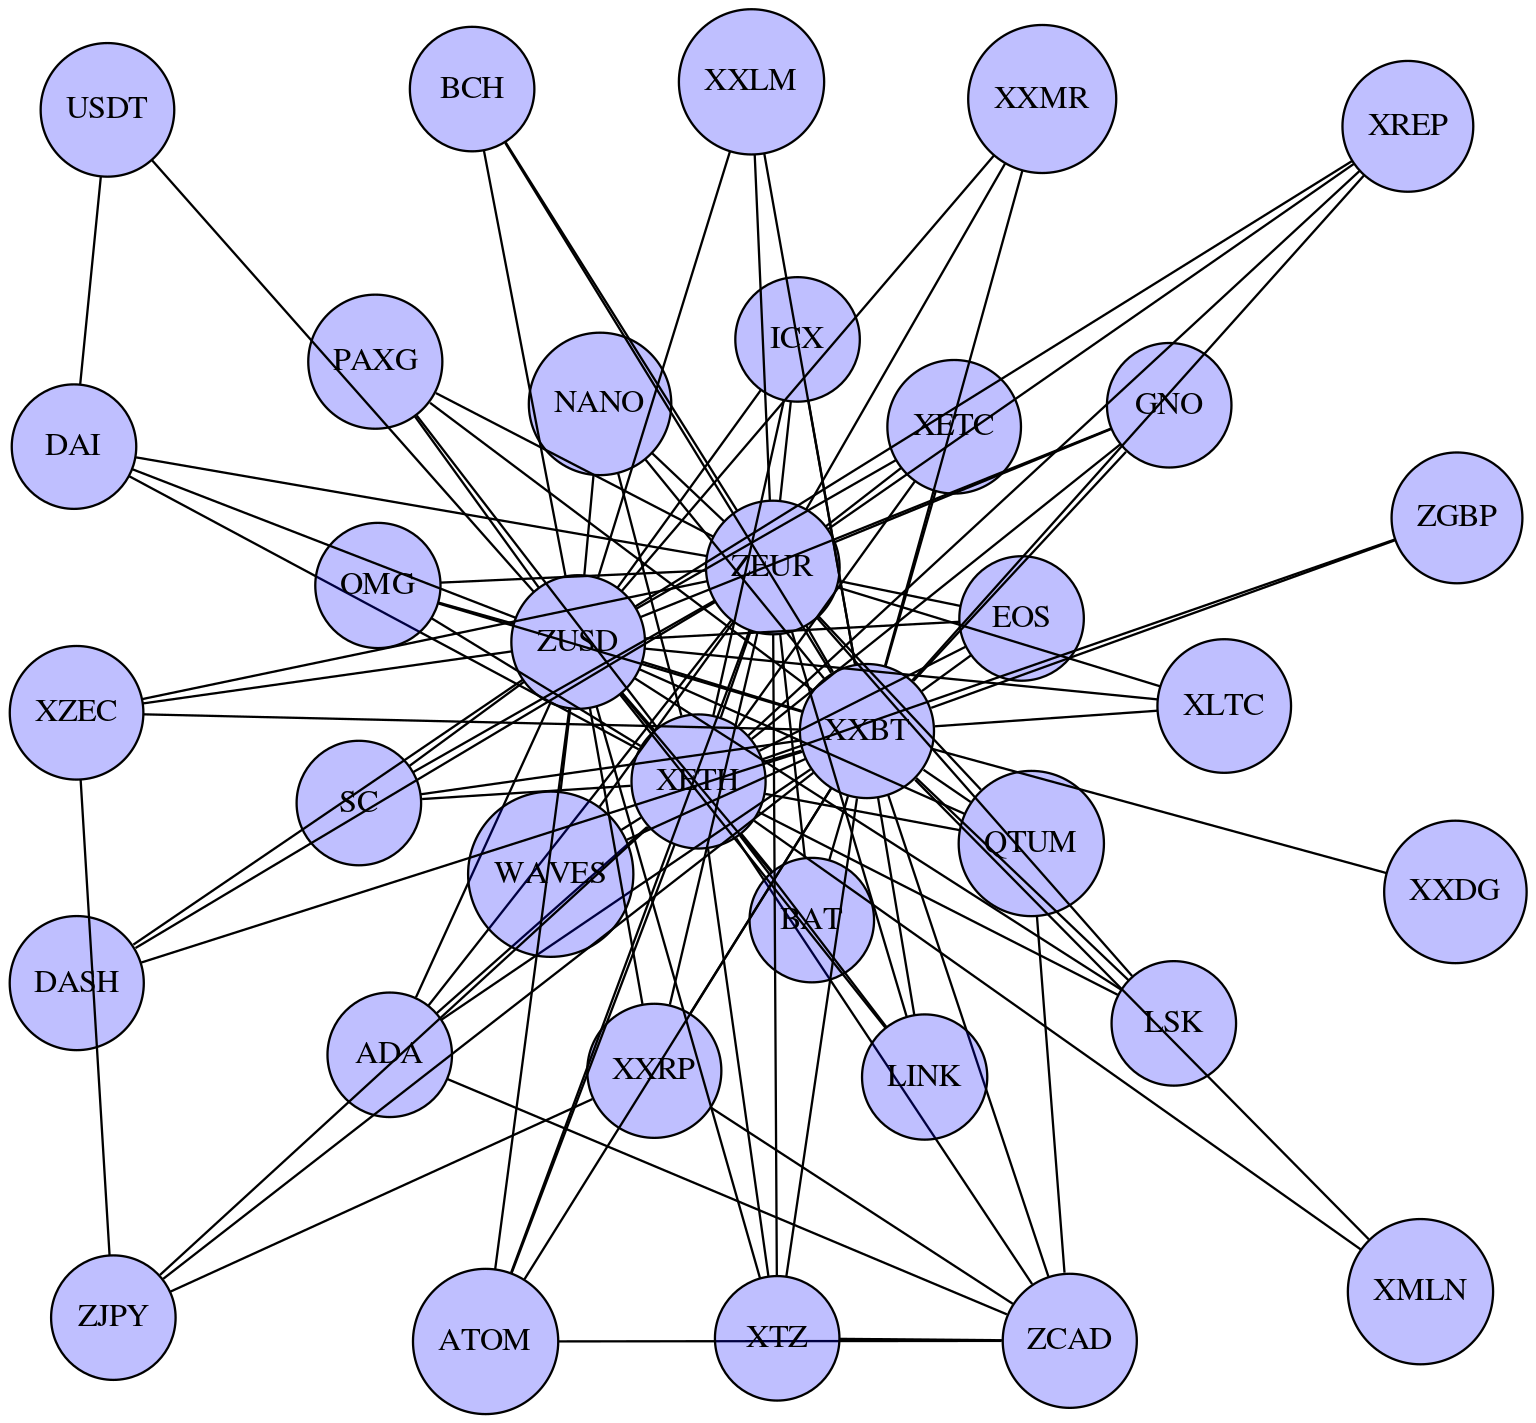 USDT
BCH
XXLM
XXMR
XREP
PAXG
NANO
ICX
XETC
GNO
DAI
ZGBP
OMG
ZUSD
ZEUR
EOS
XZEC
XLTC
XXBT
SC
XETH
WAVES
QTUM
XXDG
BAT
DASH
ADA
XXRP
LINK
LSK
ZJPY
ATOM
XTZ
ZCAD
XMLN